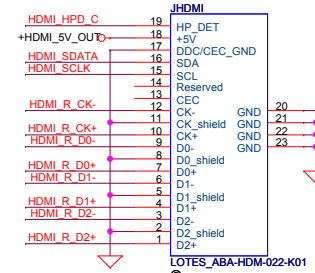 JHDMI
HDMI_HPD_C 19 HP_DET
+HDMI_5V_OUT 18 +5V
17 DDC/CEC_GND
HDMI_SDATA 16 SDA
HDMI_SCLK 15 SCL
14 Reserved
13 CEC
HDMI_R_CK- 12 CK- GND 20
11 CK_shield GND 21
HDMI_R_CK+ 10 CK+ GND 22
HDMI_R_D0- 9 D0- GND 23
8 D0_shield
HDMI_R_D0+ 7 D0+
HDMI_R_D1- 6 D1-
5 D1_shield
HDMI_R_D1+ 4 D1+
HDMI_R_D2- 3 D2-
2 D2_shield
HDMI_R_D2+ 1 D2+
LOTES_ABA-HDM-022-K01